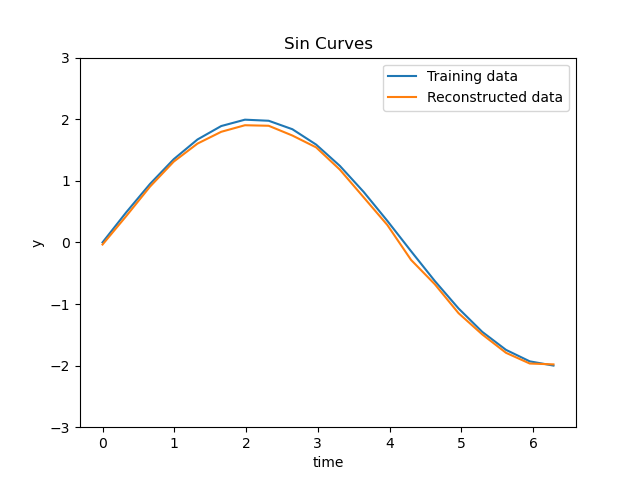 Sin Curves
Training data
Reconstructed data
3
2
1
0
−1
−2
−3
y
0 1 2 3 4 5 6
time